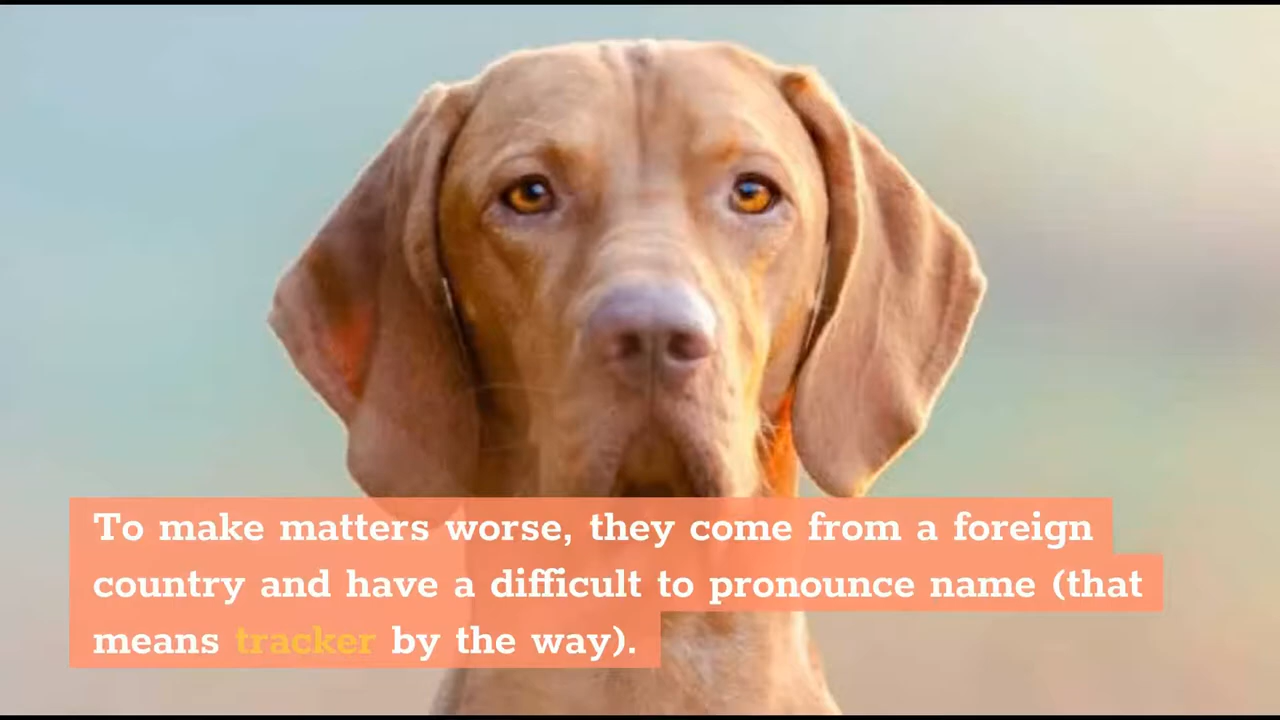 To make matters worse, they come from a foreign
country and have a difficult to pronounce name (that
means tracker by the way).